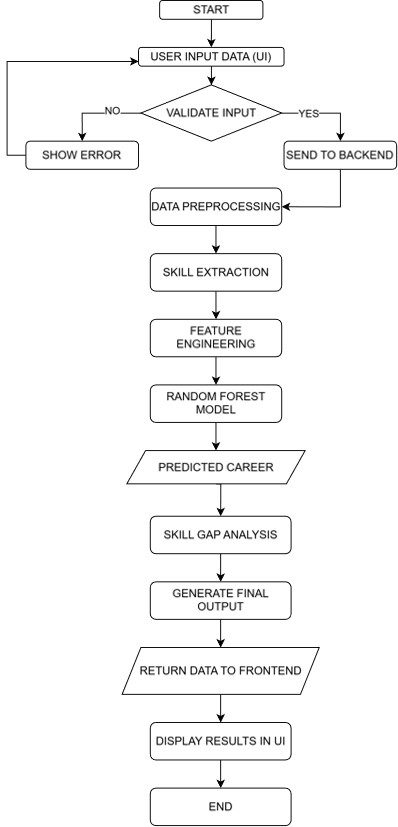 START
USER INPUT DATA (UI)
VALIDATE INPUT
NO
YES
SHOW ERROR
SEND TO BACKEND
DATA PREPROCESSING
SKILL EXTRACTION
FEATURE
ENGINEERING
RANDOM FOREST
MODEL
PREDICTED CAREER
SKILL GAP ANALYSIS
GENERATE FINAL
OUTPUT
RETURN DATA TO FRONTEND
DISPLAY RESULTS IN UI
END